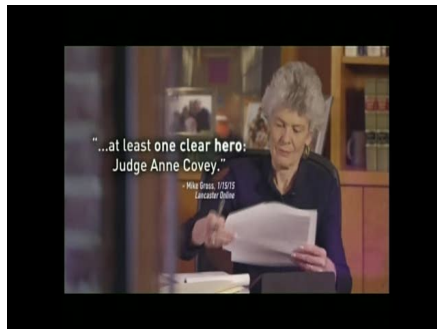 "...at least one clear hero:
Judge Anne Covey."
- Mike Gross, 1/15/15
Lancaster Online